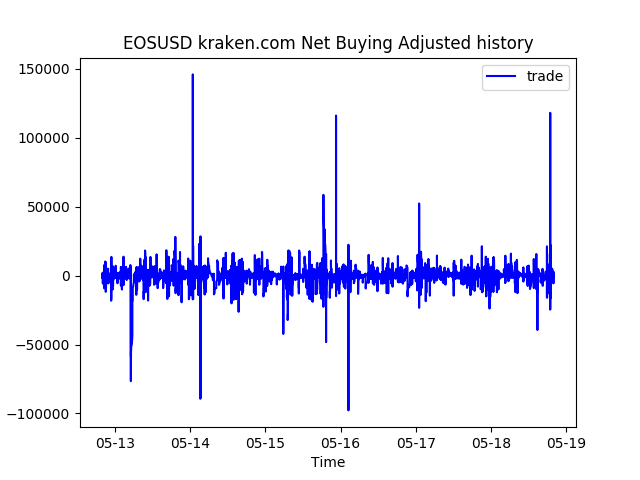 EOSUSD kraken.com Net Buying Adjusted history
trade
150000
100000
50000
0
−50000
−100000
05-13 05-14 05-15 05-16 05-17 05-18 05-19
Time